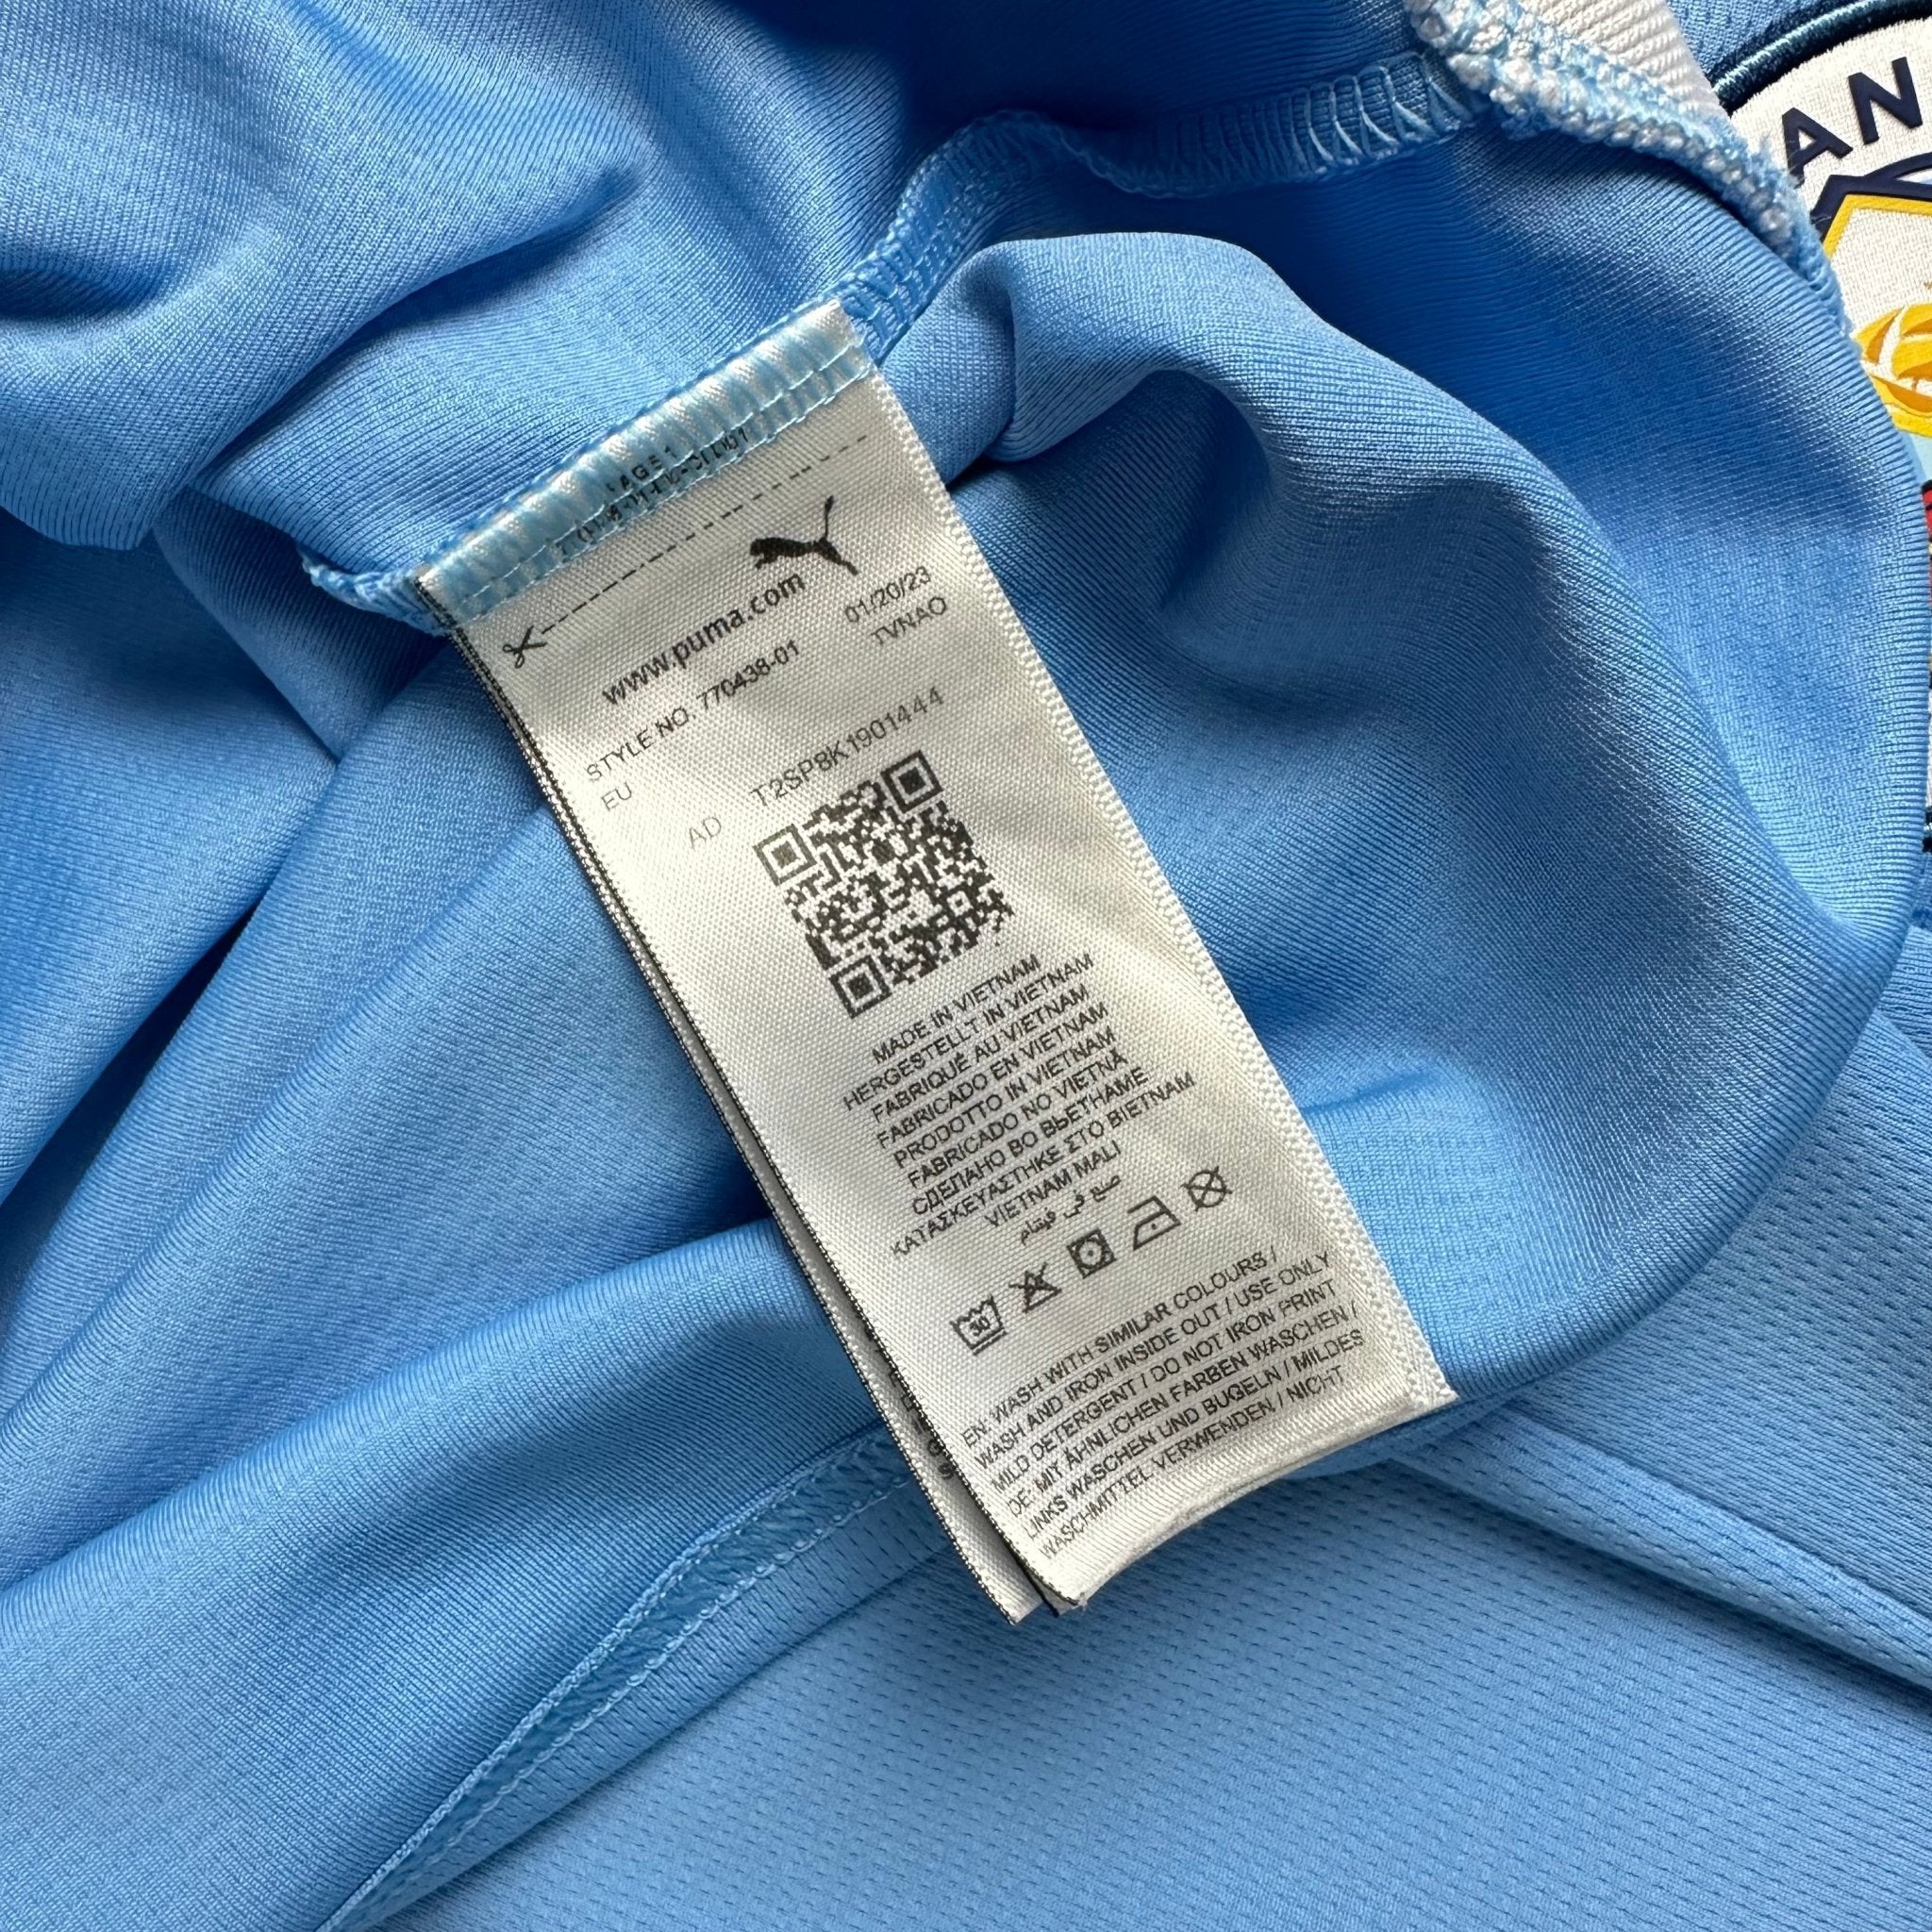 AN
www.puma.com
STYLE NO. 770438-01 01/20/23
EU TVNAO
AD T2SP8K1901444
MADE IN VIETNAM
HERGESTELLT IN VIETNAM
FABRIQUÉ AU VIETNAM
FABRICADO EN VIETNAM
PRODOTTO IN VIETNAM
FABRICADO NO VIETNÃ
СДЕЛАНО ВО ВЬЕТНАМЕ
ΚΑΤΑΣΚΕΥΑΣΤΗΚΕ ΣΤΟ ΒΙΕΤΝΑΜ
VIETNAM MALI
صنع في فيتنام
30
EN: WASH WITH SIMILAR COLOURS /
WASH AND IRON INSIDE OUT / USE ONLY
MILD DETERGENT / DO NOT IRON PRINT
DE: MIT ÄHNLICHEN FARBEN WASCHEN /
LINKS WASCHEN UND BÜGELN / MILDES
WASCHMITTEL VERWENDEN / NICHT